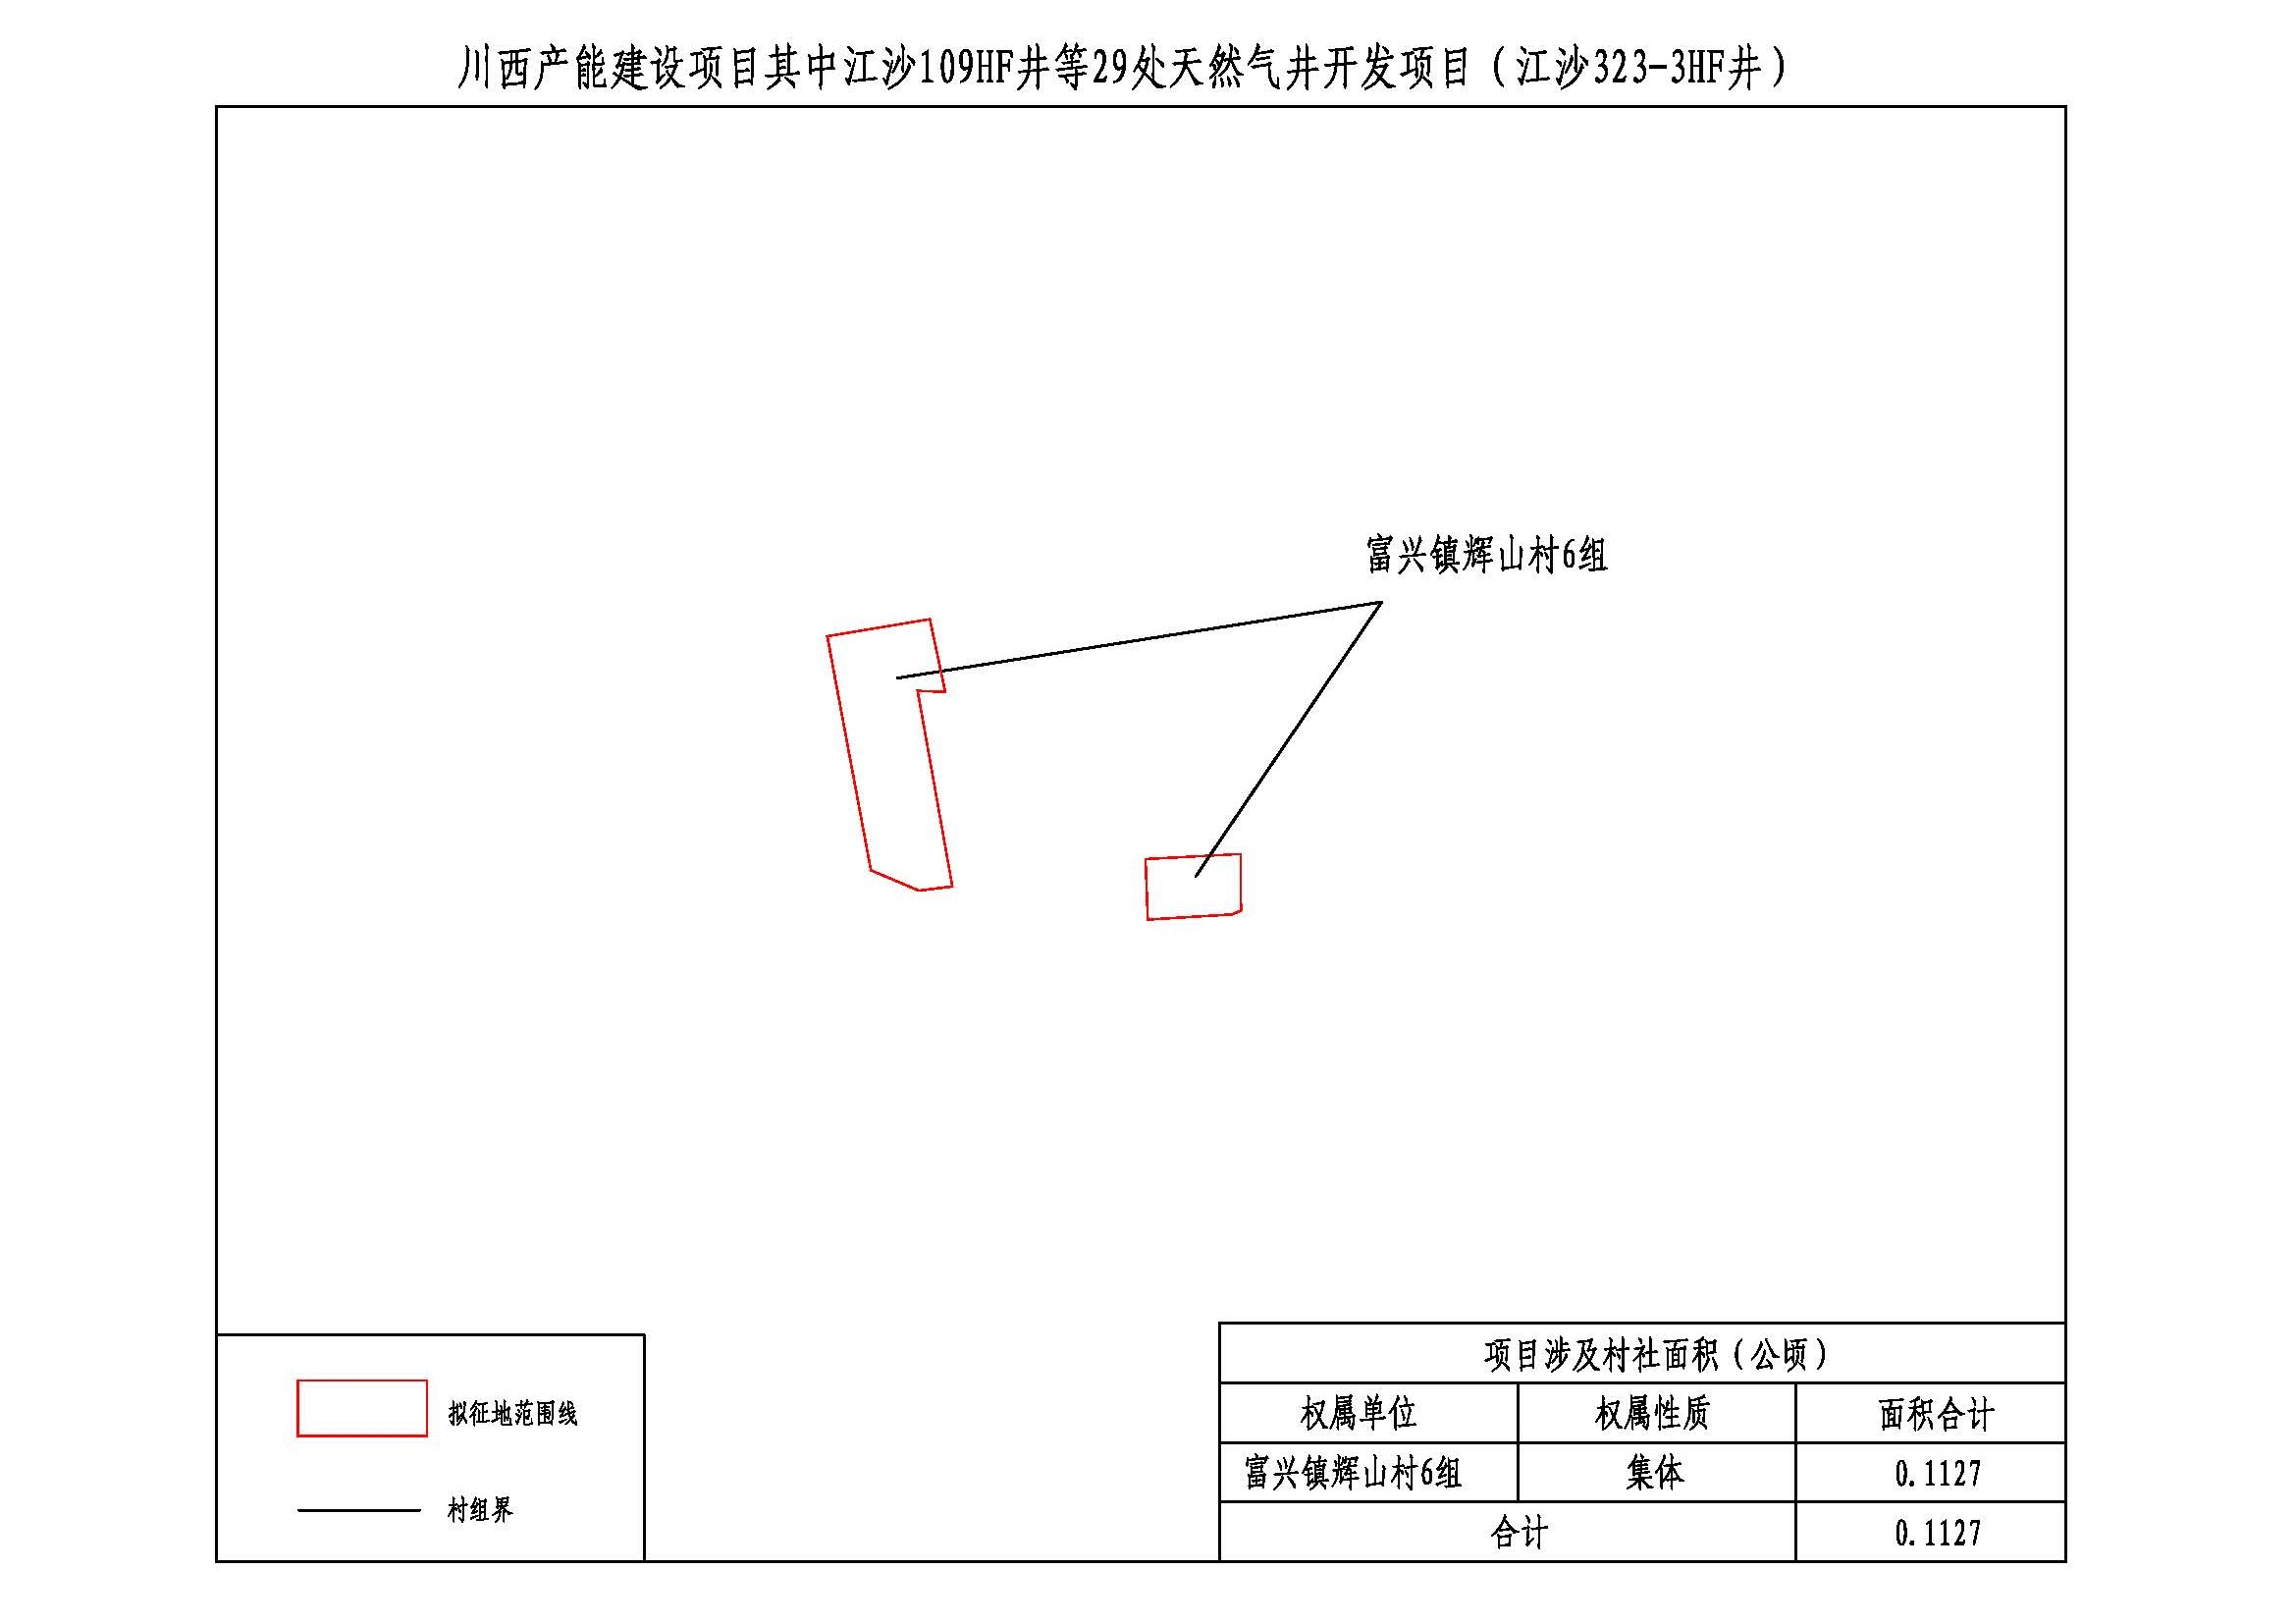 川西产能建设项目其中江沙109HF井等29处天然气井开发项目（江沙323-3HF井）
富兴镇辉山村6组
拟征地范围线
村组界
项目涉及村社面积（公顷）
权属单位 权属性质 面积合计
富兴镇辉山村6组 集体 0.1127
合计 0.1127